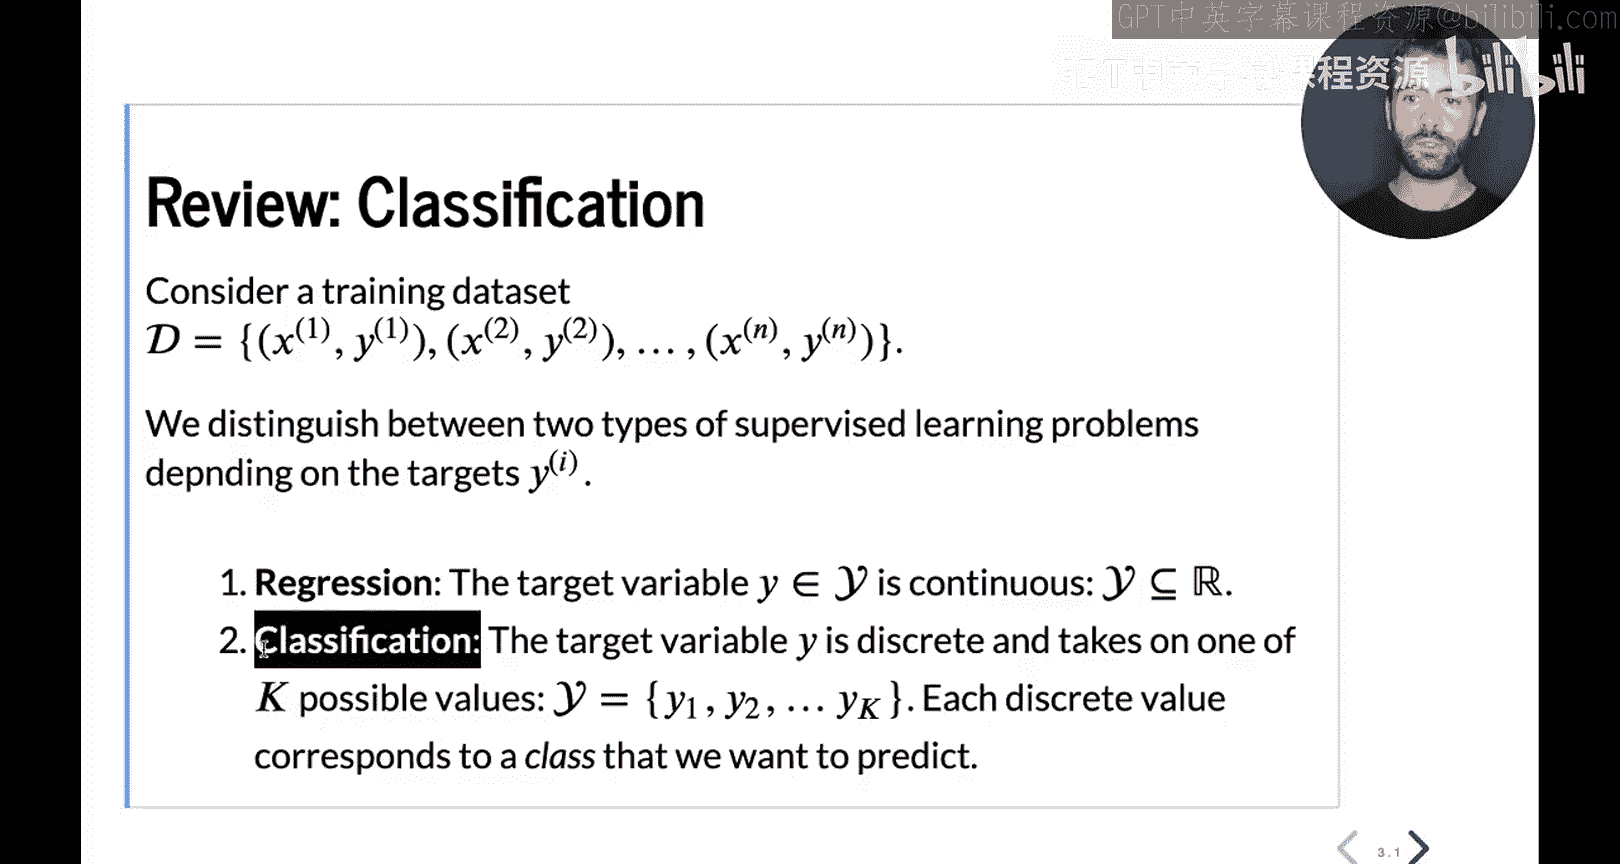 GPT中英字幕课程资源@bilibili.com
课程资源 bilibili
Review: Classification
Consider a training dataset
𝒟 = {(x⁽¹⁾, y⁽¹⁾), (x⁽²⁾, y⁽²⁾), … , (x⁽ⁿ⁾, y⁽ⁿ⁾)}.
We distinguish between two types of supervised learning problems
depnding on the targets y⁽ⁱ⁾.
1. Regression: The target variable y ∈ 𝒴 is continuous: 𝒴 ⊆ ℝ.
2. Classification: The target variable y is discrete and takes on one of
K possible values: 𝒴 = {y₁, y₂, … y_K}. Each discrete value
corresponds to a class that we want to predict.
3.1